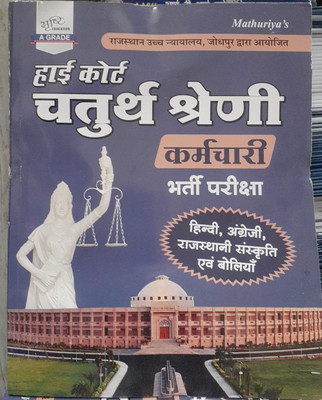 सृष्टि
A GRADE
Mathuriya's
राजस्थान उच्च न्यायालय, जोधपुर द्वारा आयोजित
हाई कोर्ट
चतुर्थ श्रेणी
कर्मचारी
भर्ती परीक्षा
हिन्दी, अंग्रेजी,
राजस्थानी संस्कृति
एवं बोलियाँ